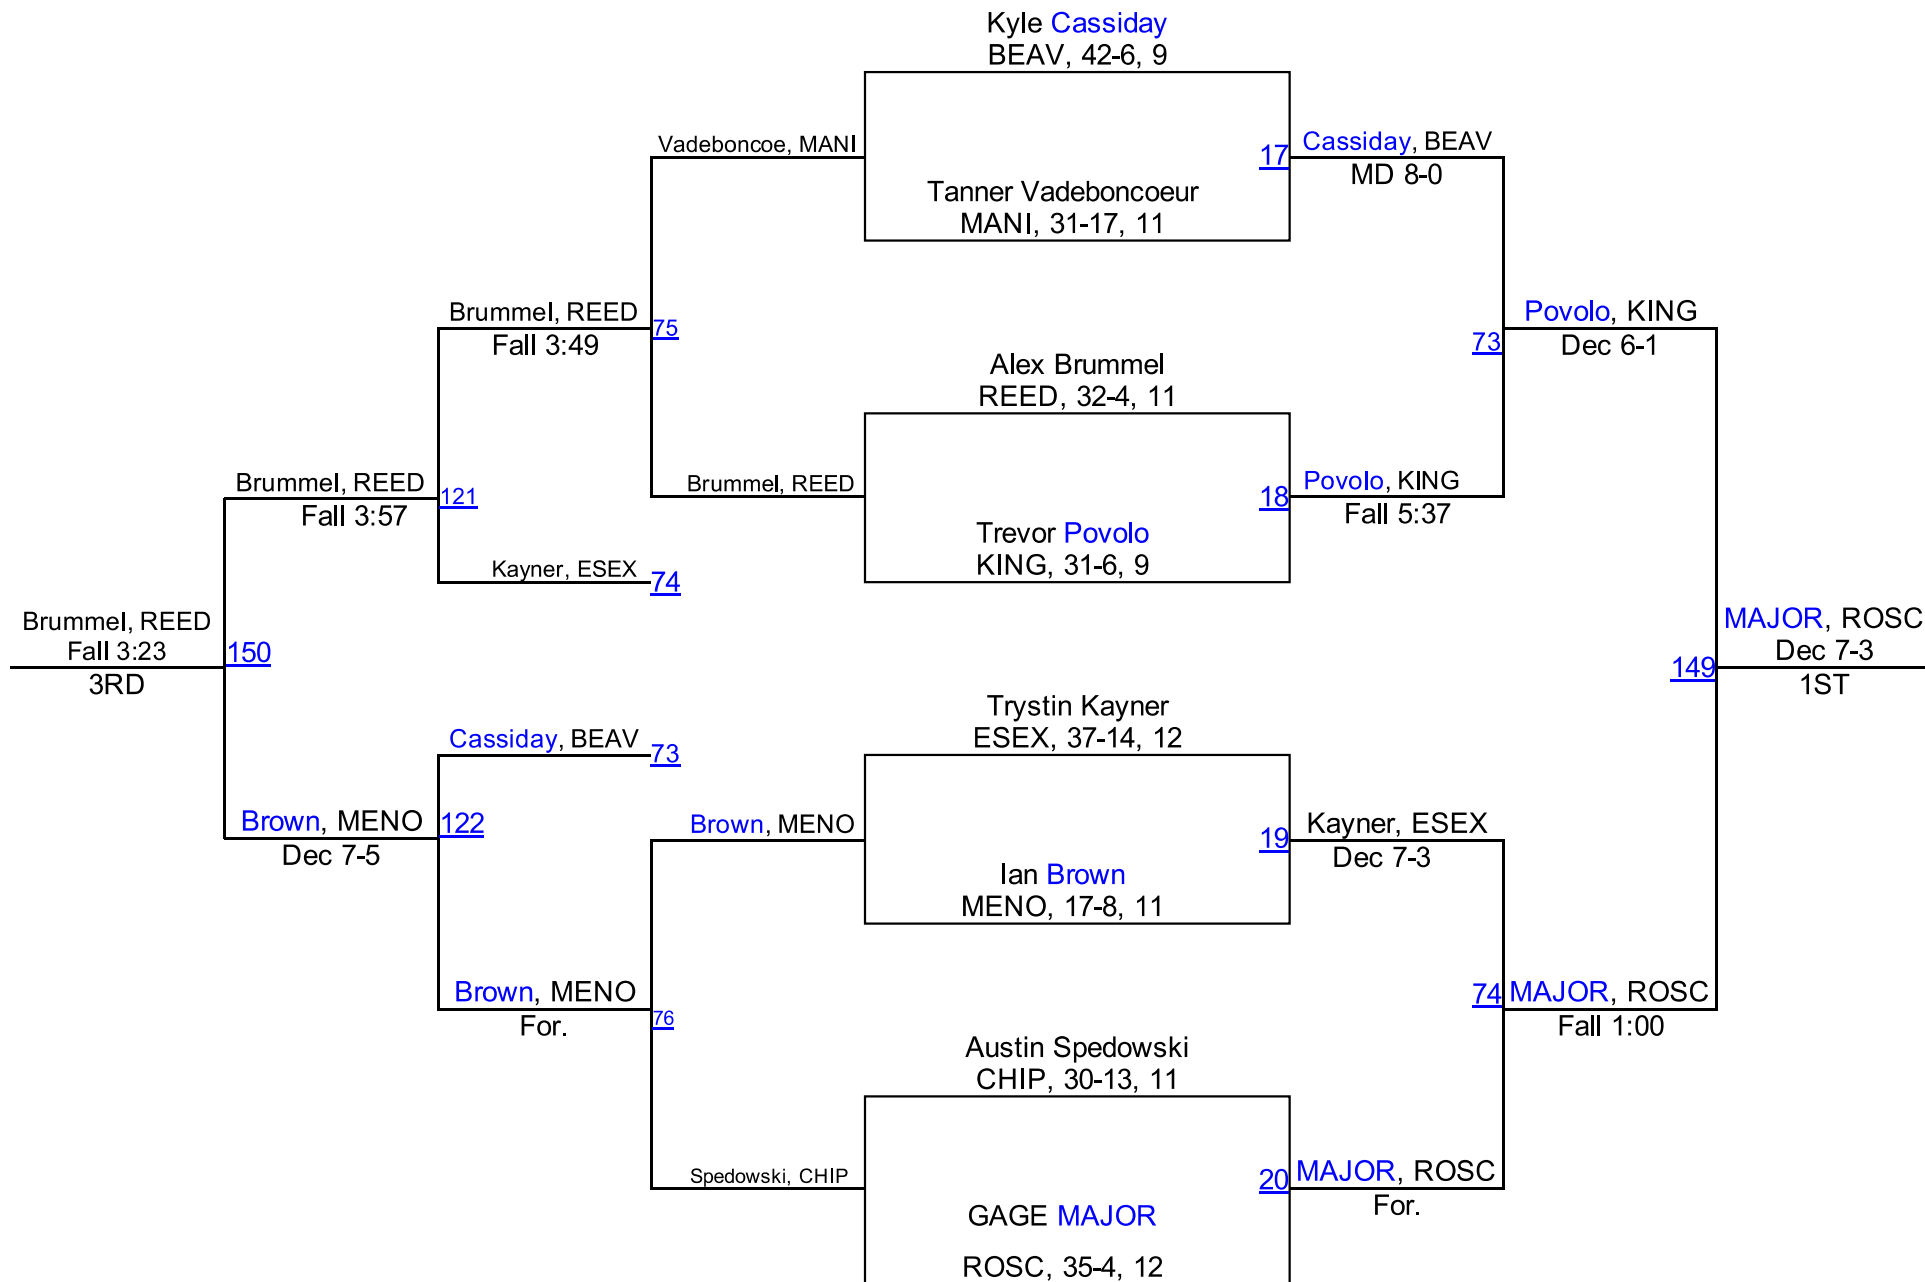 Kyle Cassiday
BEAV, 42-6, 9
Vadeboncoe, MANI
17
Cassiday, BEAV
MD 8-0
Tanner Vadeboncoeur
MANI, 31-17, 11
Brummel, REED
Fall 3:49
75
Povolo, KING
Dec 6-1
73
Alex Brummel
REED, 32-4, 11
Brummel, REED
Fall 3:57
121
Brummel, REED
18
Povolo, KING
Fall 5:37
Trevor Povolo
KING, 31-6, 9
Kayner, ESEX
74
Brummel, REED
Fall 3:23
3RD
150
MAJOR, ROSC
Dec 7-3
1ST
149
Trystin Kayner
ESEX, 37-14, 12
Cassiday, BEAV
73
Brown, MENO
Dec 7-5
122
Brown, MENO
19
Kayner, ESEX
Dec 7-3
Ian Brown
MENO, 17-8, 11
Brown, MENO
For.
76
74
MAJOR, ROSC
Fall 1:00
Austin Spedowski
CHIP, 30-13, 11
Spedowski, CHIP
20
MAJOR, ROSC
For.
GAGE MAJOR
ROSC, 35-4, 12